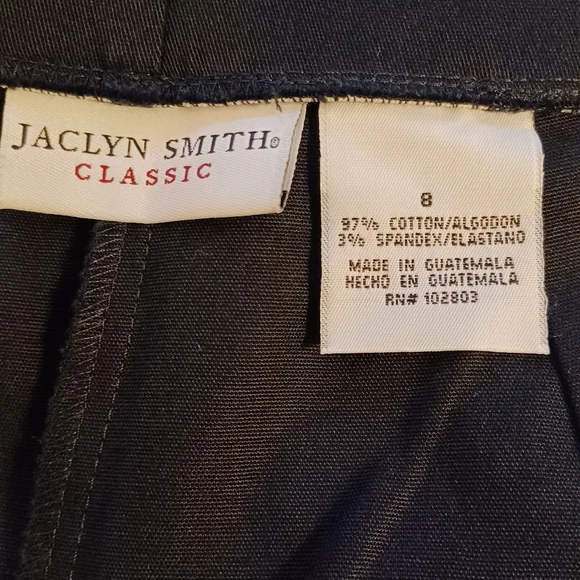 JACLYN SMITH®
CLASSIC
8
97% COTTON/ALGODON
3% SPANDEX/ELASTANO
MADE IN GUATEMALA
HECHO EN GUATEMALA
RN# 102803